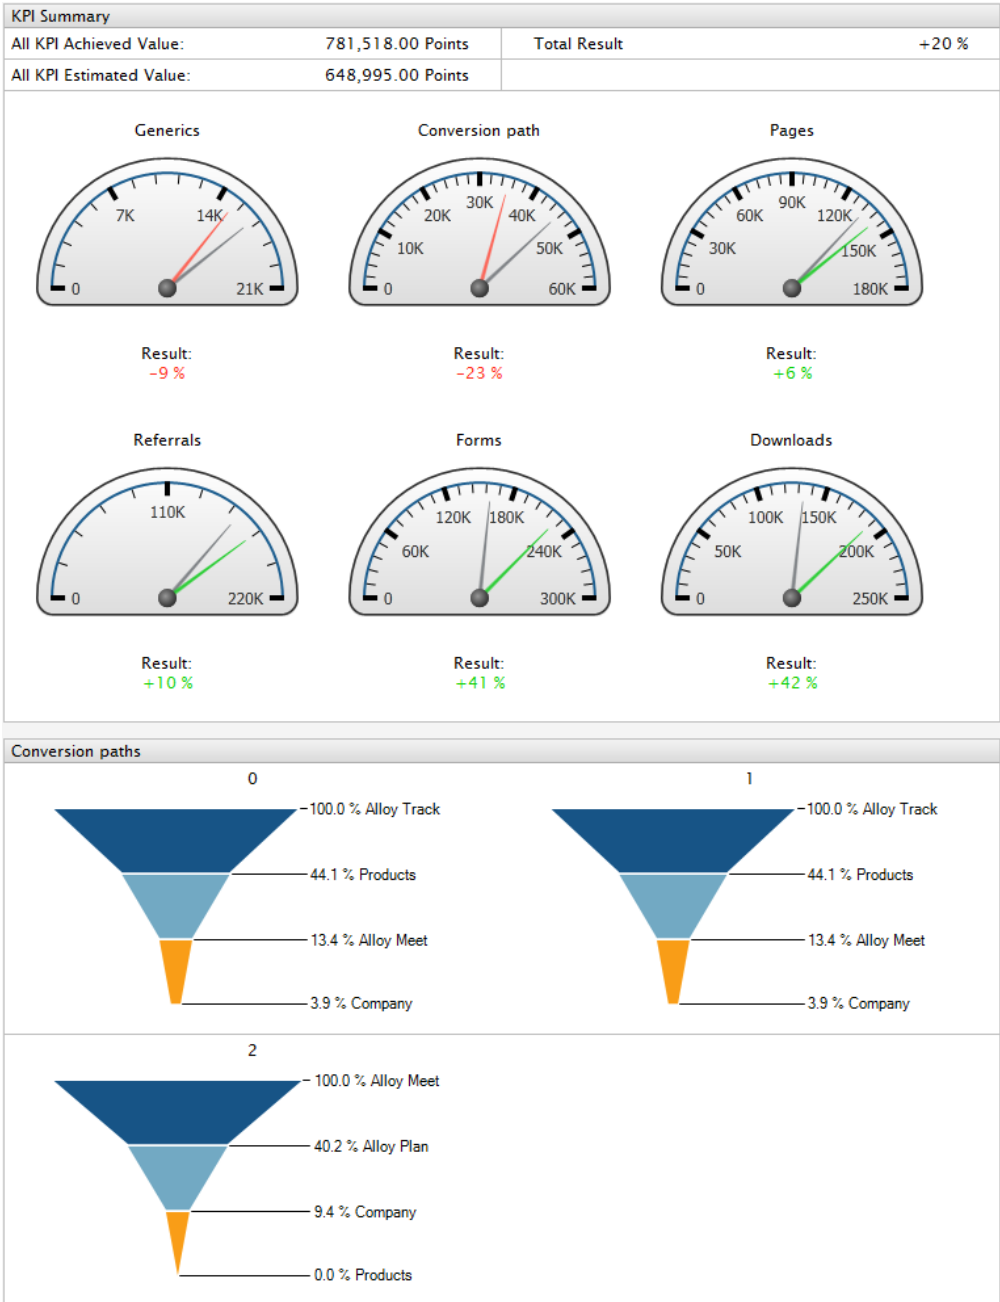 KPI Summary
All KPI Achieved Value: 781,518.00 Points Total Result +20 %
All KPI Estimated Value: 648,995.00 Points
Generics Conversion path Pages
0 7K 14K 21K
0 10K 20K 30K 40K 50K 60K
0 30K 60K 90K 120K 150K 180K
Result: Result: Result:
-9 % -23 % +6 %
Referrals Forms Downloads
0 110K 220K
0 60K 120K 180K 240K 300K
0 50K 100K 150K 200K 250K
Result: Result: Result:
+10 % +41 % +42 %
Conversion paths
0
100.0 % Alloy Track
44.1 % Products
13.4 % Alloy Meet
3.9 % Company
1
100.0 % Alloy Track
44.1 % Products
13.4 % Alloy Meet
3.9 % Company
2
100.0 % Alloy Meet
40.2 % Alloy Plan
9.4 % Company
0.0 % Products